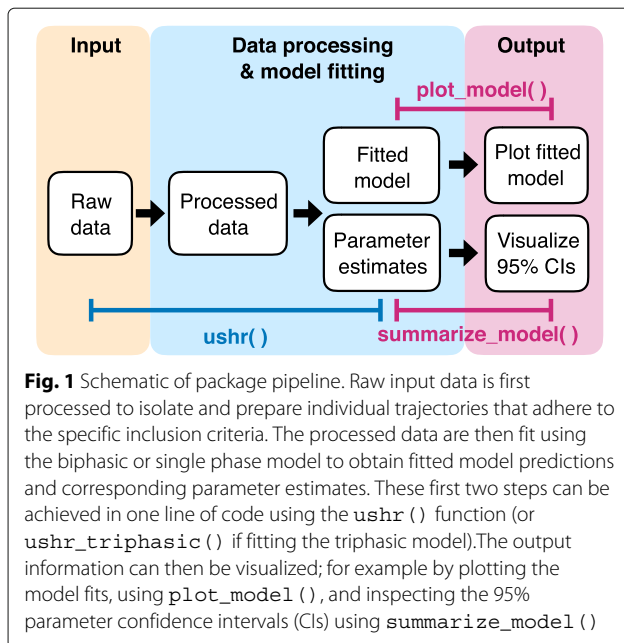 Input
Data processing
& model fitting
Output
plot_model( )
Raw
data
Processed
data
Fitted
model
Plot fitted
model
Parameter
estimates
Visualize
95% CIs
ushr( )
summarize_model( )
Fig. 1 Schematic of package pipeline. Raw input data is first
processed to isolate and prepare individual trajectories that adhere to
the specific inclusion criteria. The processed data are then fit using
the biphasic or single phase model to obtain fitted model predictions
and corresponding parameter estimates. These first two steps can be
achieved in one line of code using the ushr() function (or
ushr_triphasic() if fitting the triphasic model).The output
information can then be visualized; for example by plotting the
model fits, using plot_model(), and inspecting the 95%
parameter confidence intervals (CIs) using summarize_model()